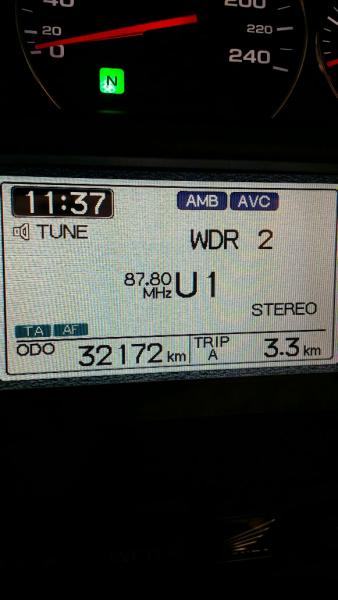 40 200
20 220
0 240
N
11:37 AMB AVC
TUNE WDR 2
87.80 MHz U1
STEREO
TA AF
ODO 32172 km TRIP A 3.3 km